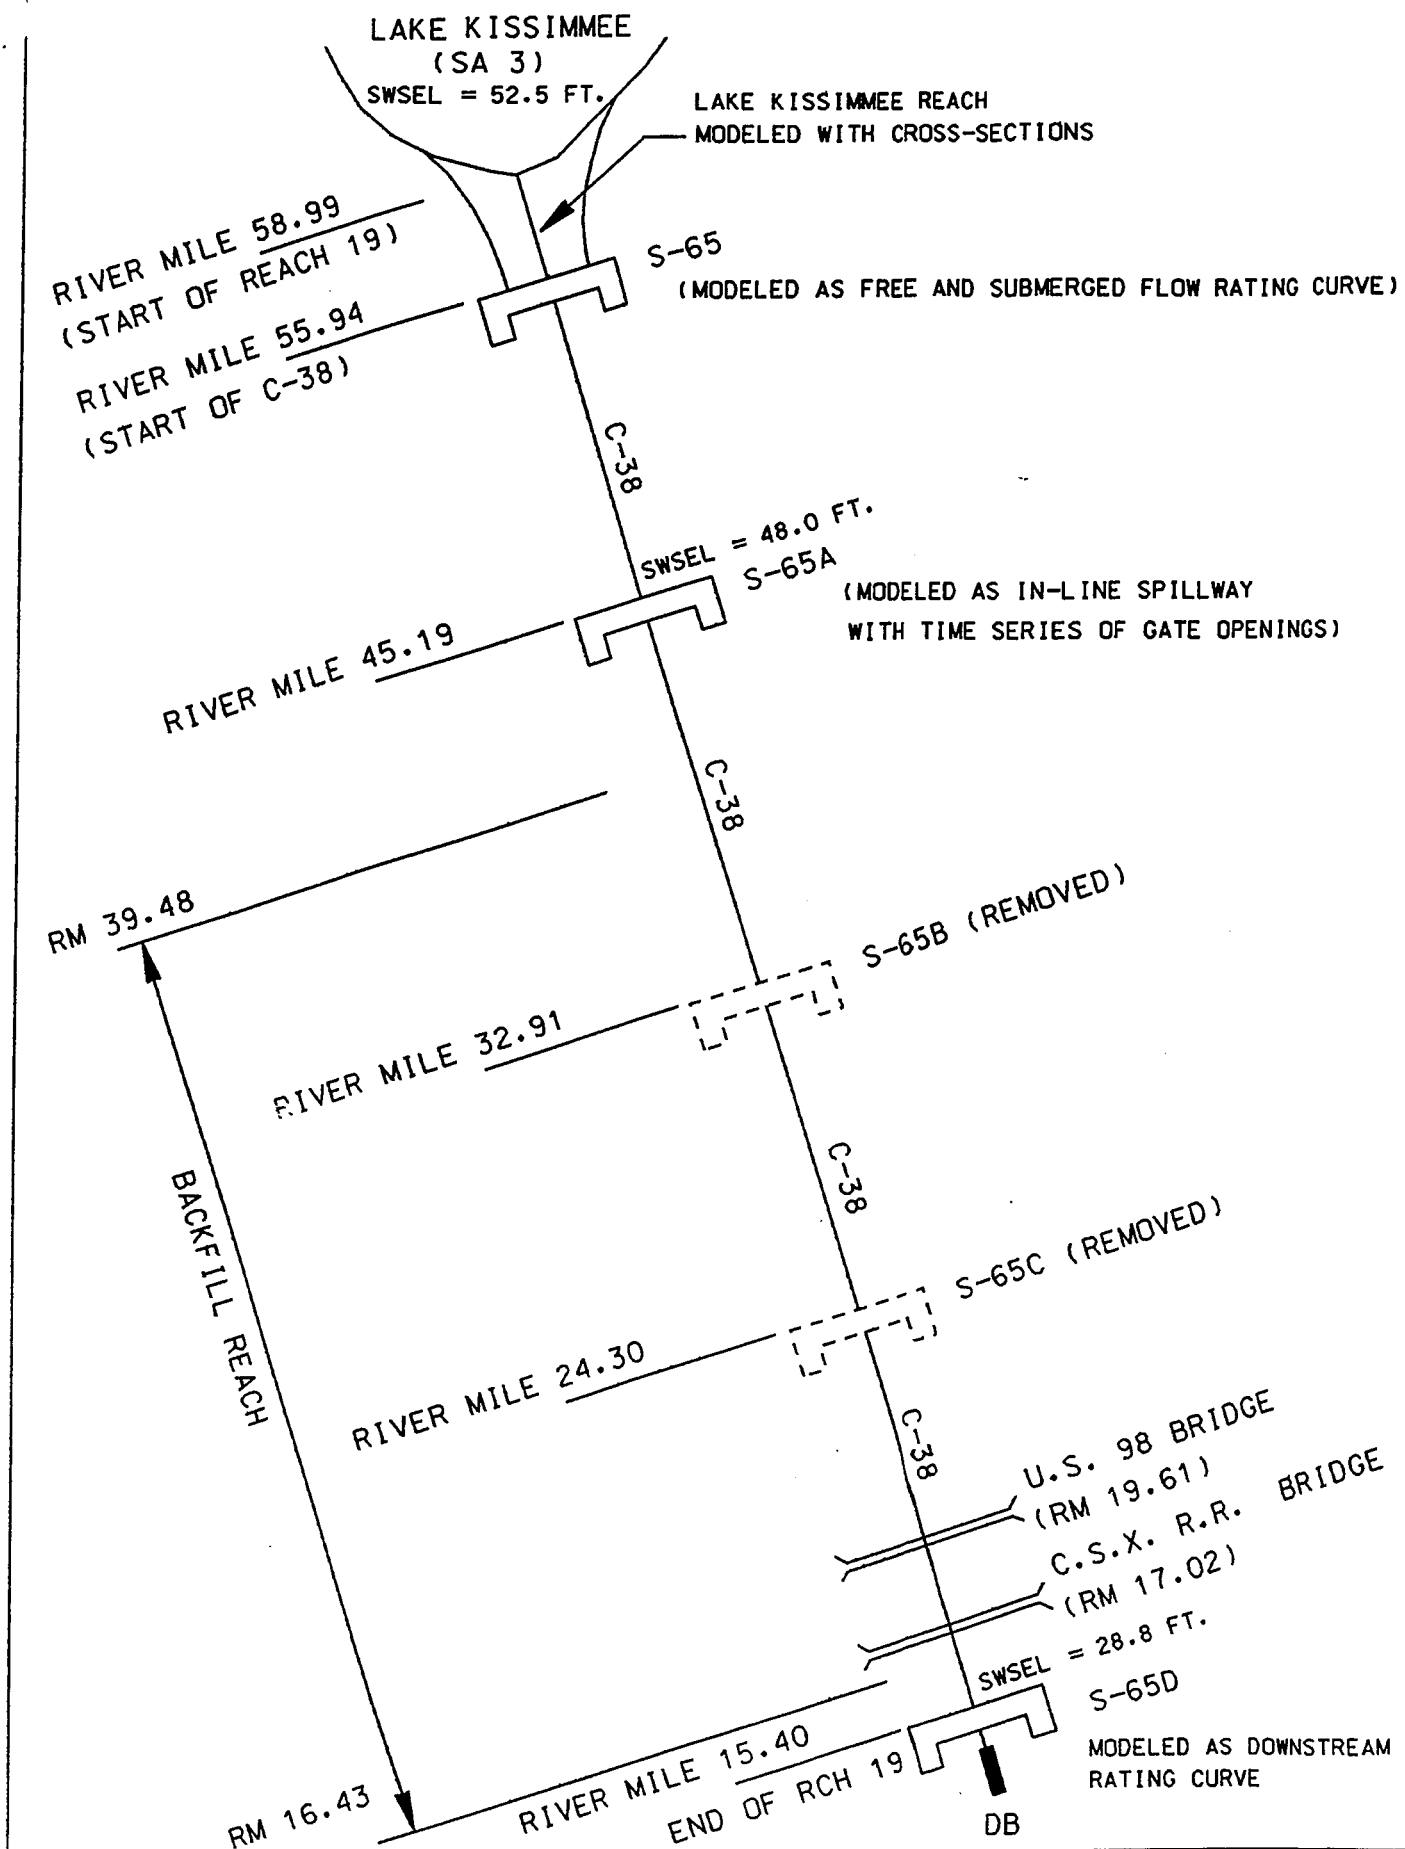 LAKE KISSIMMEE
(SA 3)
SWSEL = 52.5 FT.
LAKE KISSIMMEE REACH
MODELED WITH CROSS-SECTIONS
RIVER MILE 58.99
(START OF REACH 19)
S-65
(MODELED AS FREE AND SUBMERGED FLOW RATING CURVE)
RIVER MILE 55.94
(START OF C-38)
C-38
SWSEL = 48.0 FT.
S-65A
(MODELED AS IN-LINE SPILLWAY
WITH TIME SERIES OF GATE OPENINGS)
RIVER MILE 45.19
C-38
RM 39.48
S-65B (REMOVED)
RIVER MILE 32.91
BACKFILL REACH
C-38
S-65C (REMOVED)
RIVER MILE 24.30
C-38
U.S. 98 BRIDGE
(RM 19.61)
C.S.X. R.R. BRIDGE
(RM 17.02)
SWSEL = 28.8 FT.
S-65D
MODELED AS DOWNSTREAM
RATING CURVE
RIVER MILE 15.40
END OF RCH 19
RM 16.43
DB